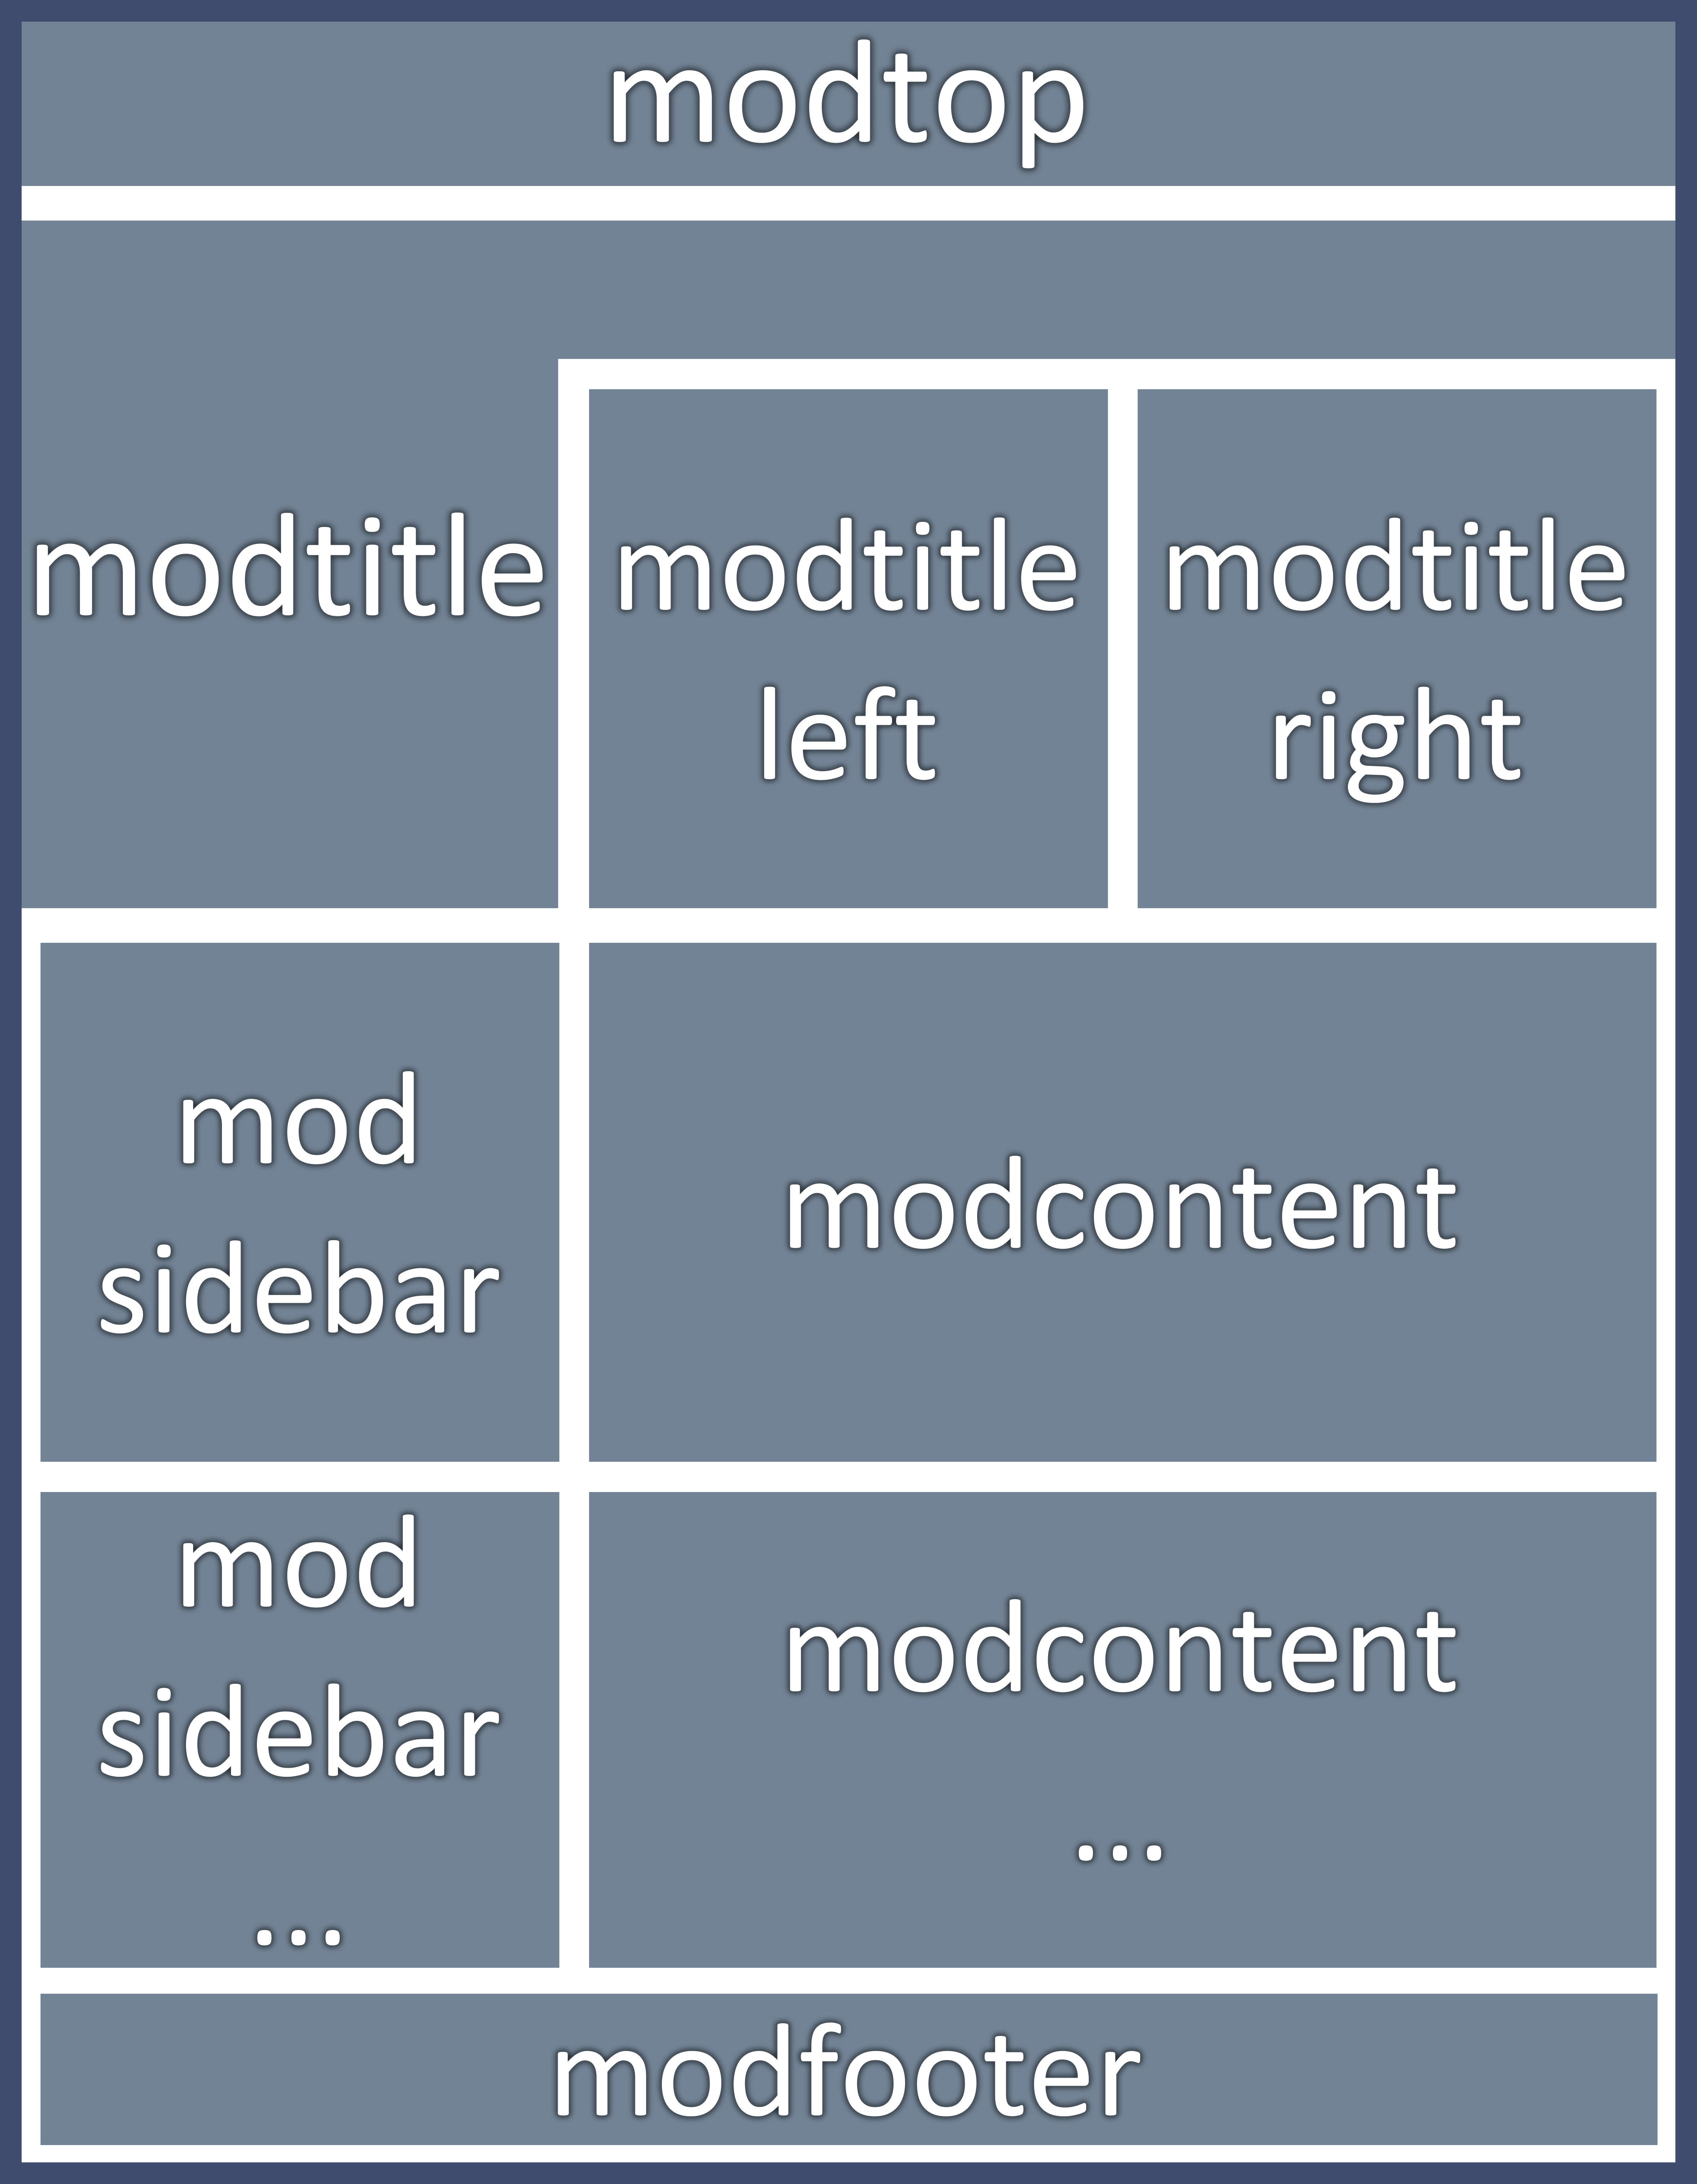 modtop
modtitle
modtitle
left
modtitle
right
mod
sidebar
modcontent
mod
sidebar
...
modcontent
...
modfooter